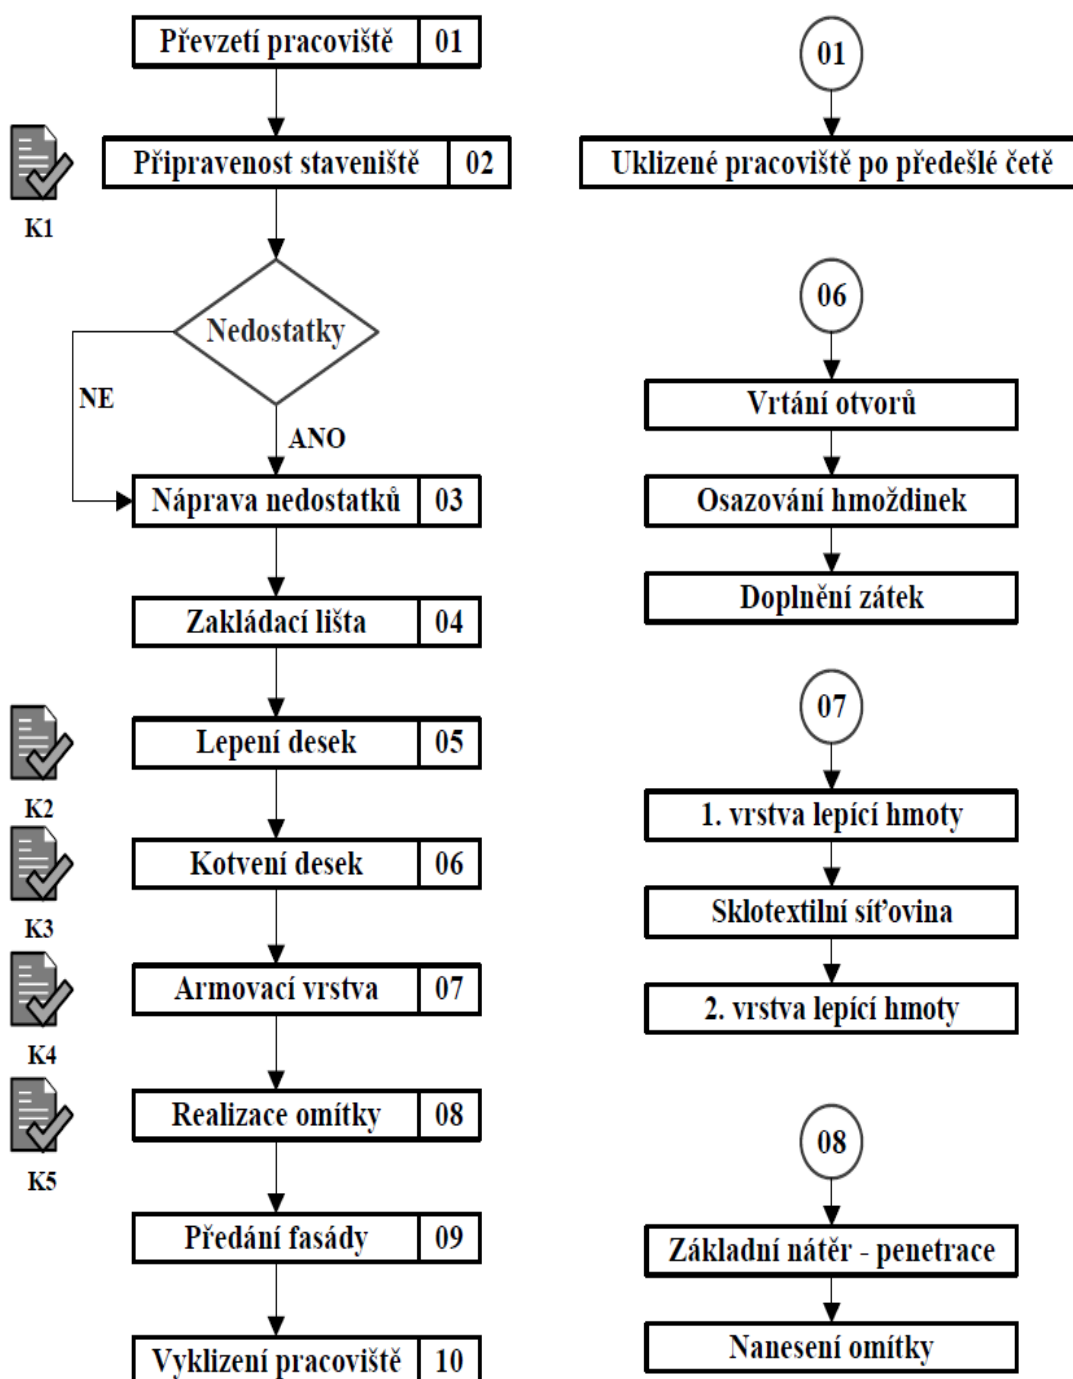 Převzetí pracoviště 01
K1
Připravenost staveniště 02
Nedostatky
NE
ANO
Náprava nedostatků 03
Zakládací lišta 04
K2
Lepení desek 05
K3
Kotvení desek 06
K4
Armovací vrstva 07
K5
Realizace omítky 08
Předání fasády 09
Vyklizení pracoviště 10
01
Uklizené pracoviště po předešlé četě
06
Vrtání otvorů
Osazování hmoždinek
Doplnění zátek
07
1. vrstva lepící hmoty
Sklotextilní síťovina
2. vrstva lepící hmoty
08
Základní nátěr - penetrace
Nanesení omítky